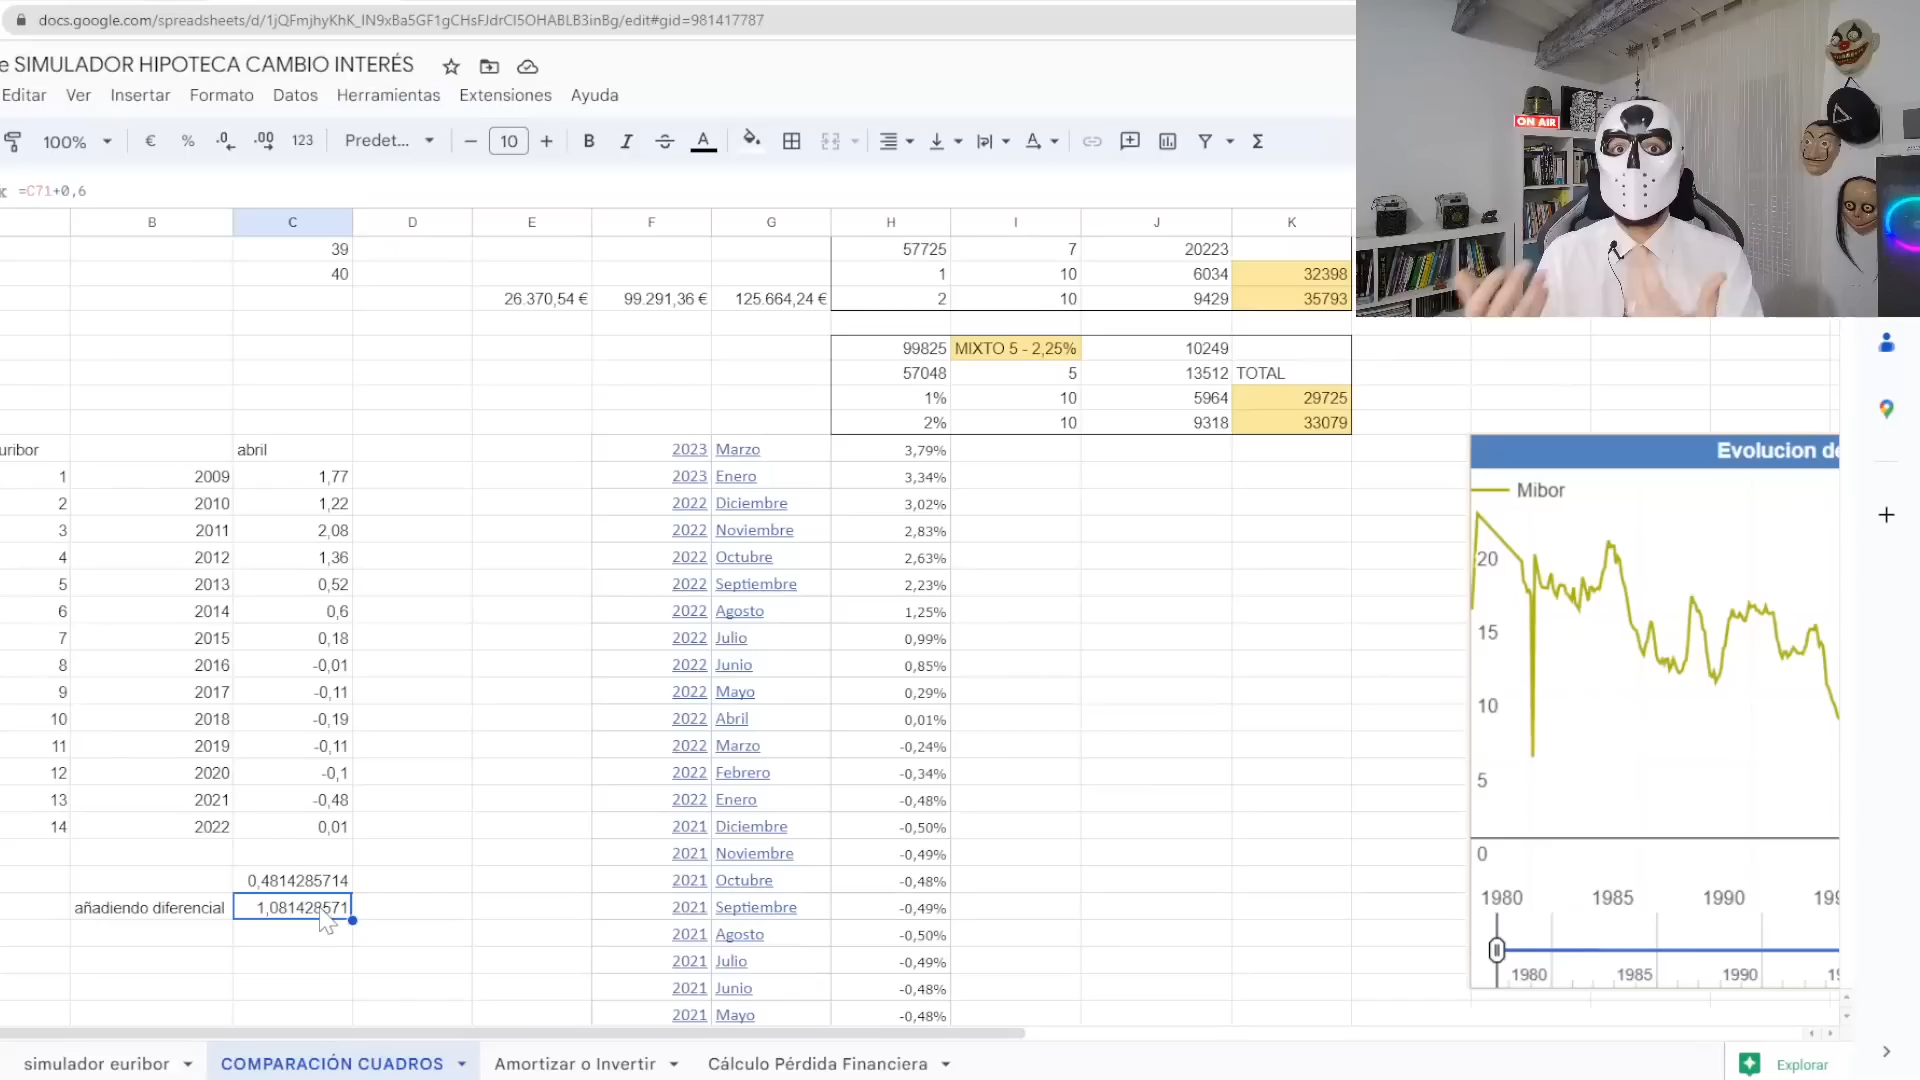 docs.google.com/spreadsheets/d/1jQFmjhyKhK_IN9xBa5GF1gCHsFJdrCI5OHABLB3inBg/edit#gid=981417787
e SIMULADOR HIPOTECA CAMBIO INTERÉS
Editar Ver Insertar Formato Datos Herramientas Extensiones Ayuda
100% € % .0 .00 123 Predet... − 10 + B I A Σ
=C71+0,6
B C D E F G H I J K
39 57725 7 20223
40 1 10 6034 32398
26.370,54 € 99.291,36 € 125.664,24 € 2 10 9429 35793
99825 MIXTO 5 - 2,25% 10249
57048 5 13512 TOTAL
1% 10 5964 29725
2% 10 9318 33079
uribor abril 2023 Marzo 3,79%
1 2009 1,77 2023 Enero 3,34%
2 2010 1,22 2022 Diciembre 3,02%
3 2011 2,08 2022 Noviembre 2,83%
4 2012 1,36 2022 Octubre 2,63%
5 2013 0,52 2022 Septiembre 2,23%
6 2014 0,6 2022 Agosto 1,25%
7 2015 0,18 2022 Julio 0,99%
8 2016 -0,01 2022 Junio 0,85%
9 2017 -0,11 2022 Mayo 0,29%
10 2018 -0,19 2022 Abril 0,01%
11 2019 -0,11 2022 Marzo -0,24%
12 2020 -0,1 2022 Febrero -0,34%
13 2021 -0,48 2022 Enero -0,48%
14 2022 0,01 2021 Diciembre -0,50%
2021 Noviembre -0,49%
0,4814285714 2021 Octubre -0,48%
añadiendo diferencial 1,081428571 2021 Septiembre -0,49%
2021 Agosto -0,50%
2021 Julio -0,49%
2021 Junio -0,48%
2021 Mayo -0,48%
ON AIR
Evolucion de
Mibor
20
15
10
5
0
1980 1985 1990 199
1980 1985 1990 19
simulador euribor COMPARACIÓN CUADROS Amortizar o Invertir Cálculo Pérdida Financiera Explorar